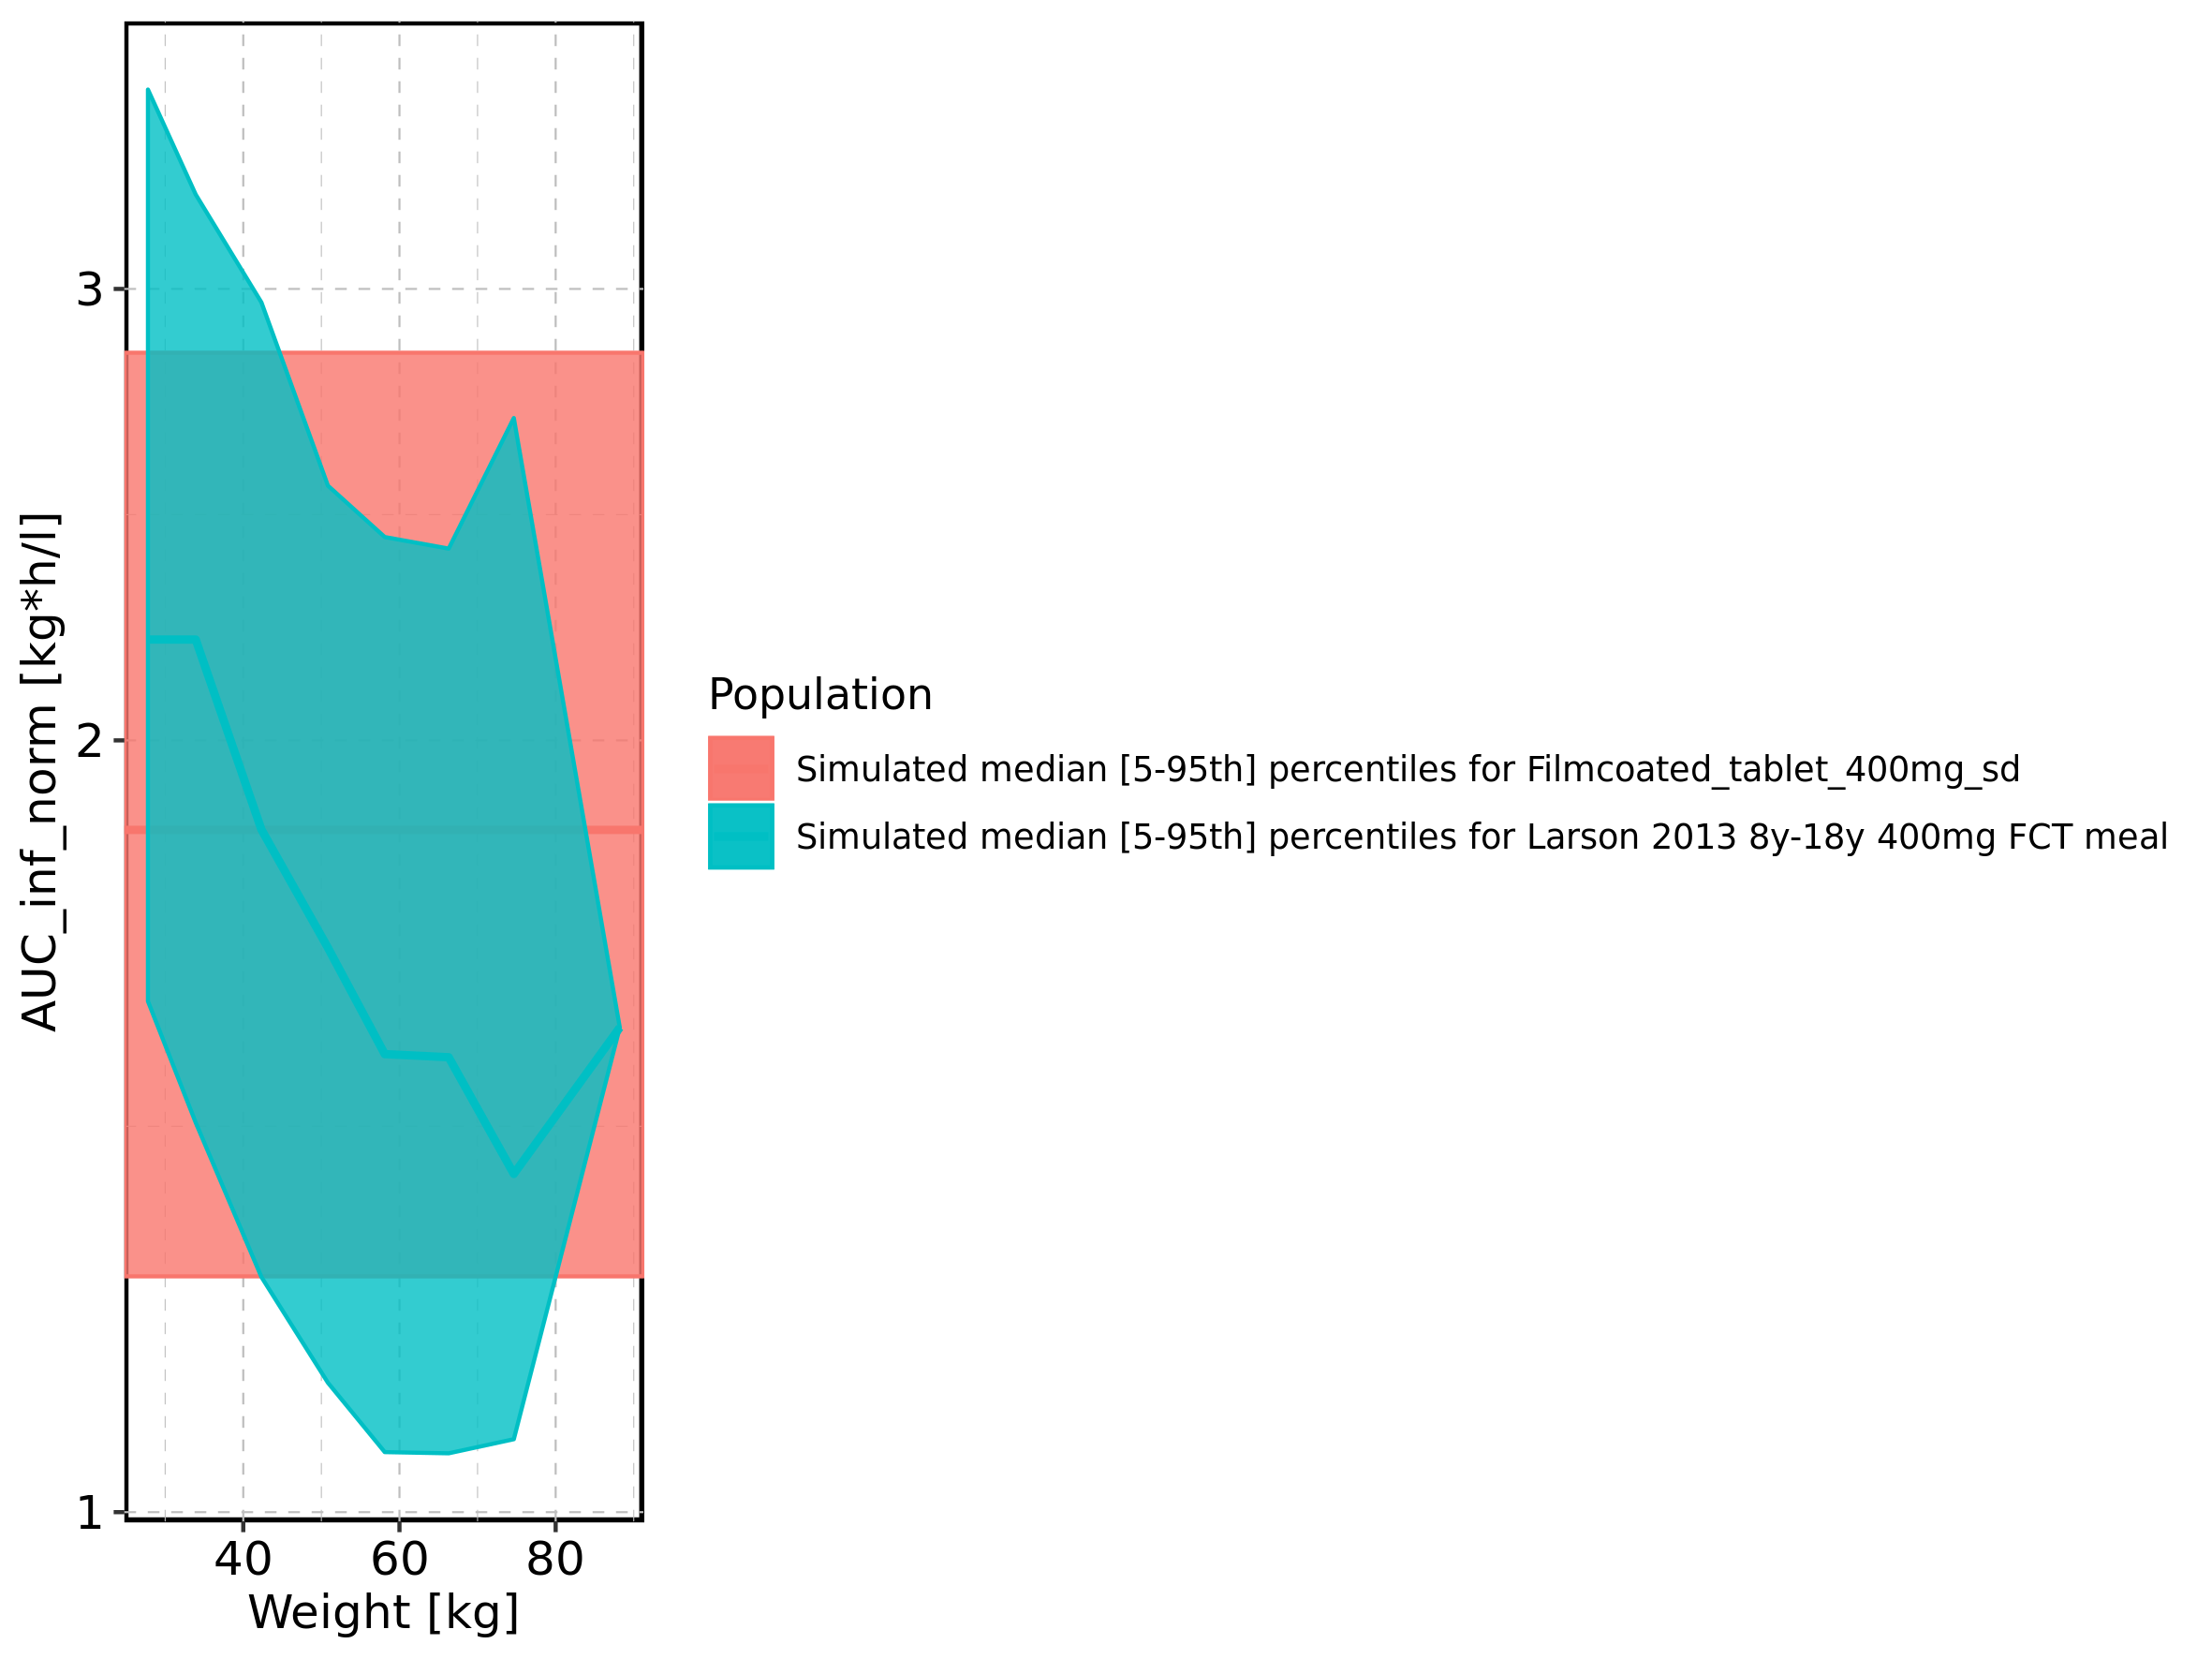 AUC_inf_norm [kg*h/l]
3
2
1
40 60 80
Weight [kg]
Population
Simulated median [5-95th] percentiles for Filmcoated_tablet_400mg_sd
Simulated median [5-95th] percentiles for Larson 2013 8y-18y 400mg FCT meal